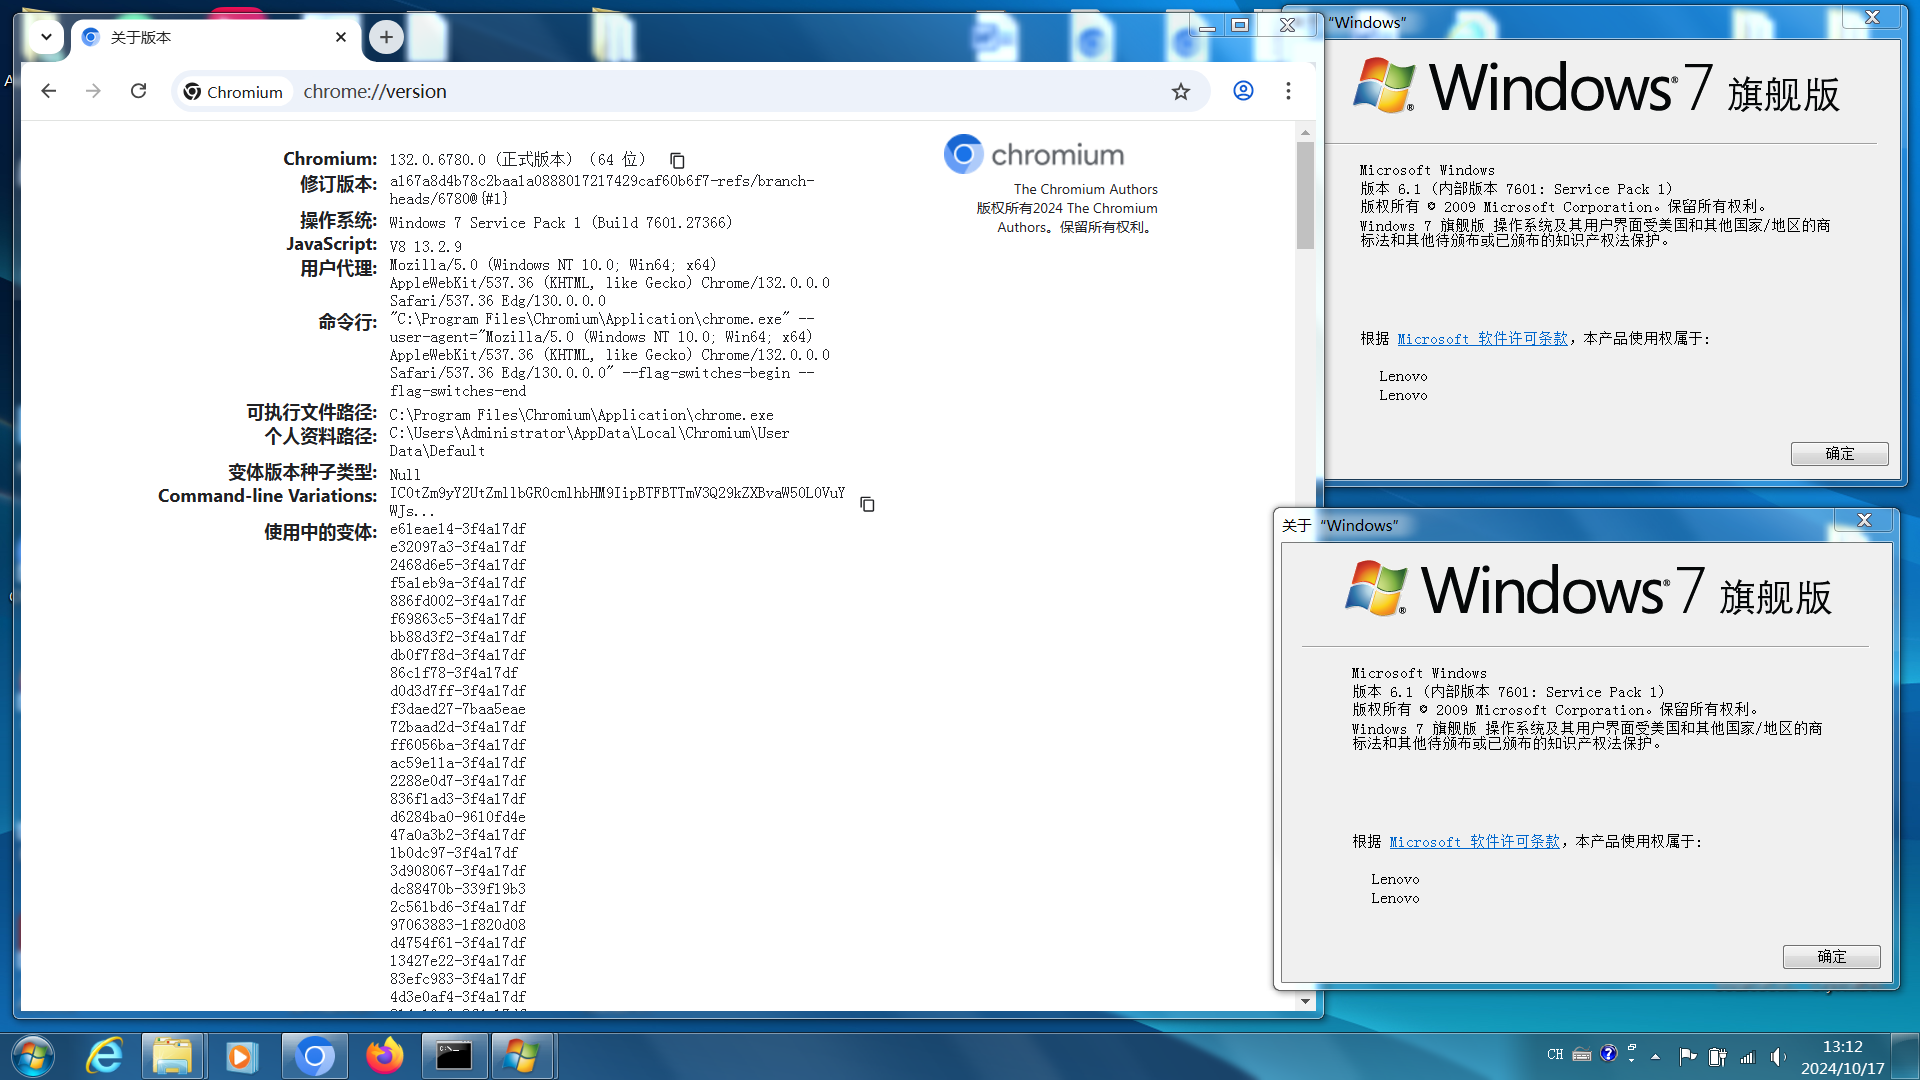 关于版本
Chromium
chrome://version
chromium
The Chromium Authors
版权所有2024 The Chromium
Authors。保留所有权利。
Chromium: 132.0.6780.0 (正式版本) (64 位)
修订版本: a167a8d4b78c2baa1a0888017217429caf60b6f7-refs/branch-
heads/6780@{#1}
操作系统: Windows 7 Service Pack 1 (Build 7601.27366)
JavaScript: V8 13.2.9
用户代理: Mozilla/5.0 (Windows NT 10.0; Win64; x64)
AppleWebKit/537.36 (KHTML, like Gecko) Chrome/132.0.0.0
Safari/537.36 Edg/130.0.0.0
命令行: "C:\Program Files\Chromium\Application\chrome.exe" --
user-agent="Mozilla/5.0 (Windows NT 10.0; Win64; x64)
AppleWebKit/537.36 (KHTML, like Gecko) Chrome/132.0.0.0
Safari/537.36 Edg/130.0.0.0" --flag-switches-begin --
flag-switches-end
可执行文件路径: C:\Program Files\Chromium\Application\chrome.exe
个人资料路径: C:\Users\Administrator\AppData\Local\Chromium\User
Data\Default
变体版本种子类型: Null
Command-line Variations: IC0tZm9yY2UtZmllbGR0cmlhbHM9IipBTFBTTmV3Q29kZXBvaW50L0VuY
WJs...
使用中的变体: e61eae14-3f4a17df
e32097a3-3f4a17df
2468d6e5-3f4a17df
f5a1eb9a-3f4a17df
886fd002-3f4a17df
f69863c5-3f4a17df
bb88d3f2-3f4a17df
db0f7f8d-3f4a17df
86c1f78-3f4a17df
d0d3d7ff-3f4a17df
f3daed27-7baa5eae
72baad2d-3f4a17df
ff6056ba-3f4a17df
ac59e11a-3f4a17df
2288e0d7-3f4a17df
836f1ad3-3f4a17df
d6284ba0-9610fd4e
47a0a3b2-3f4a17df
1b0dc97-3f4a17df
3d908067-3f4a17df
dc88470b-339f19b3
2c561bd6-3f4a17df
97063883-1f820d08
d4754f61-3f4a17df
13427e22-3f4a17df
83efc983-3f4a17df
4d3e0af4-3f4a17df
"Windows"
Windows® 7 旗舰版
Microsoft Windows
版本 6.1 (内部版本 7601: Service Pack 1)
版权所有 © 2009 Microsoft Corporation。保留所有权利。
Windows 7 旗舰版 操作系统及其用户界面受美国和其他国家/地区的商
标法和其他待颁布或已颁布的知识产权法保护。
根据 Microsoft 软件许可条款，本产品使用权属于:
Lenovo
Lenovo
确定
关于 "Windows"
Windows® 7 旗舰版
Microsoft Windows
版本 6.1 (内部版本 7601: Service Pack 1)
版权所有 © 2009 Microsoft Corporation。保留所有权利。
Windows 7 旗舰版 操作系统及其用户界面受美国和其他国家/地区的商
标法和其他待颁布或已颁布的知识产权法保护。
根据 Microsoft 软件许可条款，本产品使用权属于:
Lenovo
Lenovo
确定
CH
13:12
2024/10/17